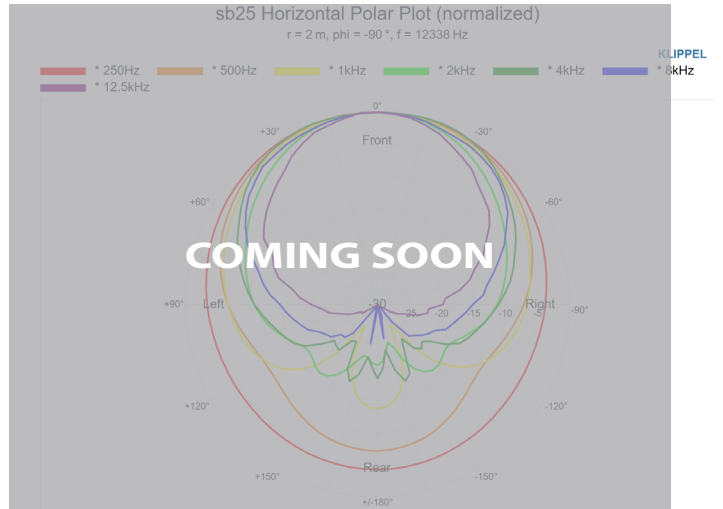 sb25 Horizontal Polar Plot (normalized)
r = 2 m, phi = -90 °, f = 12338 Hz
KLIPPEL
* 250Hz * 500Hz * 1kHz * 2kHz * 4kHz * 8kHz
* 12.5kHz
0°
+30° Front -30°
+60° -60°
COMING SOON
+90° Left -30 -25 -20 -15 -10 -5 Right -90°
+120° -120°
Rear
+150° -150°
+/-180°